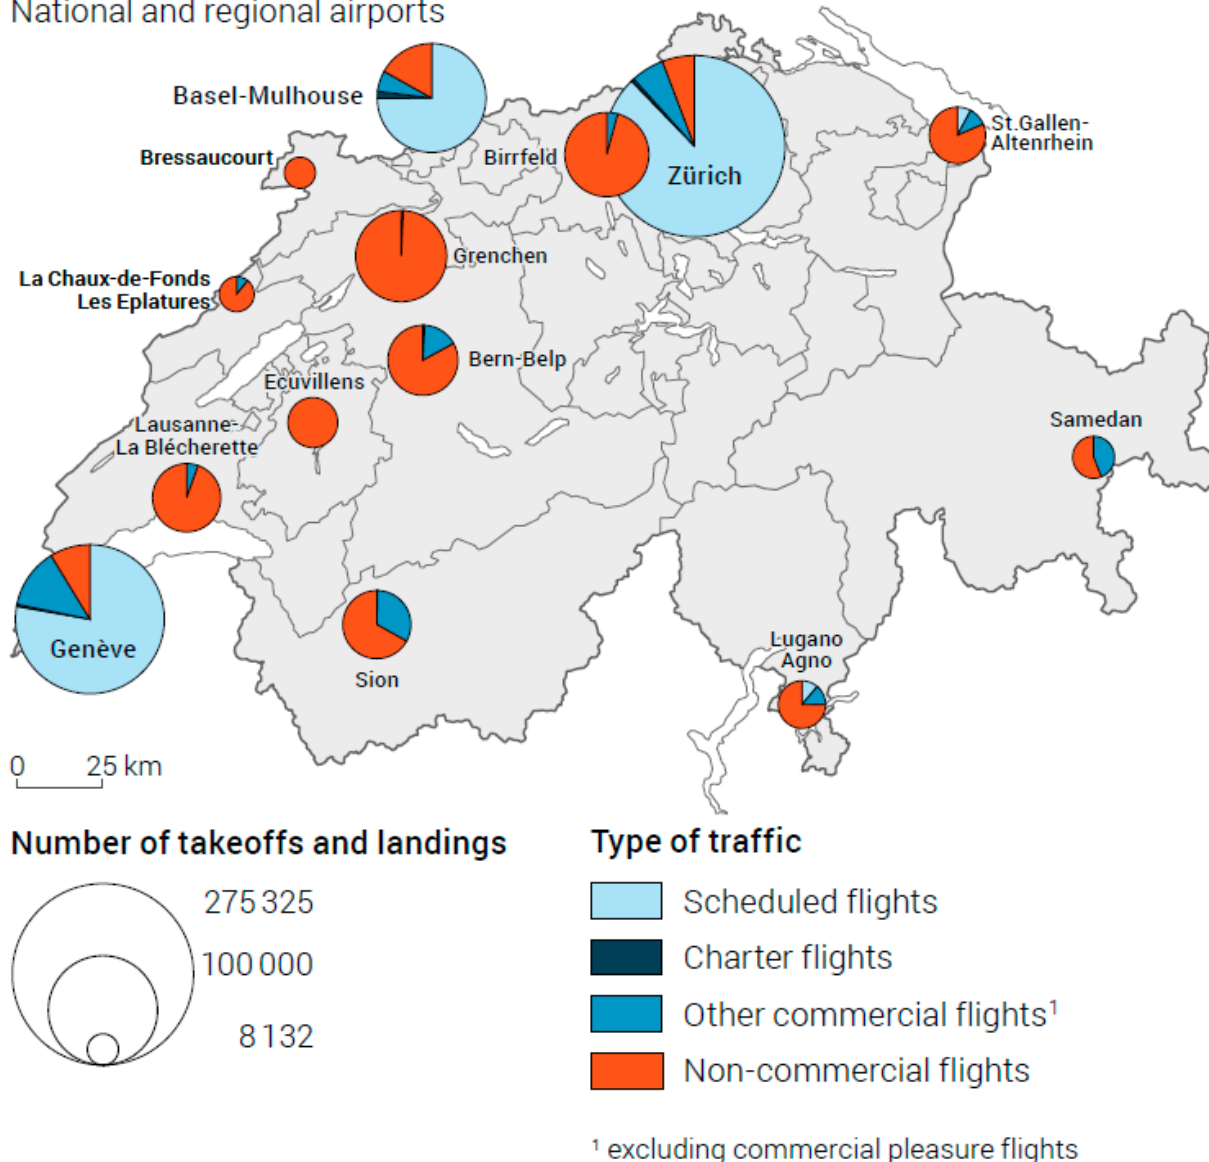 National and regional airports
Basel-Mulhouse
Bressaucourt
Birrfeld
Zürich
St.Gallen-
Altenrhein
Grenchen
La Chaux-de-Fonds
Les Eplatures
Bern-Belp
Ecuvillens
Lausanne-
La Blécherette
Samedan
Genève
Sion
Lugano
Agno
0 25 km
Number of takeoffs and landings
275 325
100 000
8 132
Type of traffic
Scheduled flights
Charter flights
Other commercial flights¹
Non-commercial flights
¹ excluding commercial pleasure flights